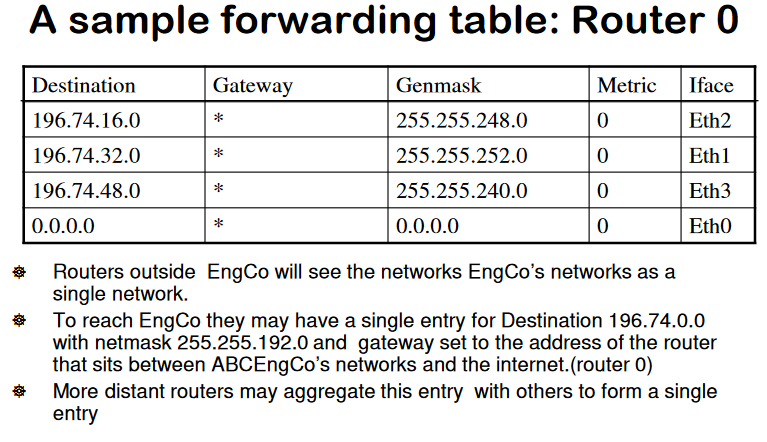 A sample forwarding table: Router 0
Destination Gateway Genmask Metric Iface
196.74.16.0 * 255.255.248.0 0 Eth2
196.74.32.0 * 255.255.252.0 0 Eth1
196.74.48.0 * 255.255.240.0 0 Eth3
0.0.0.0 * 0.0.0.0 0 Eth0
Routers outside EngCo will see the networks EngCo's networks as a
single network.
To reach EngCo they may have a single entry for Destination 196.74.0.0
with netmask 255.255.192.0 and gateway set to the address of the router
that sits between ABCEngCo's networks and the internet.(router 0)
More distant routers may aggregate this entry with others to form a single
entry